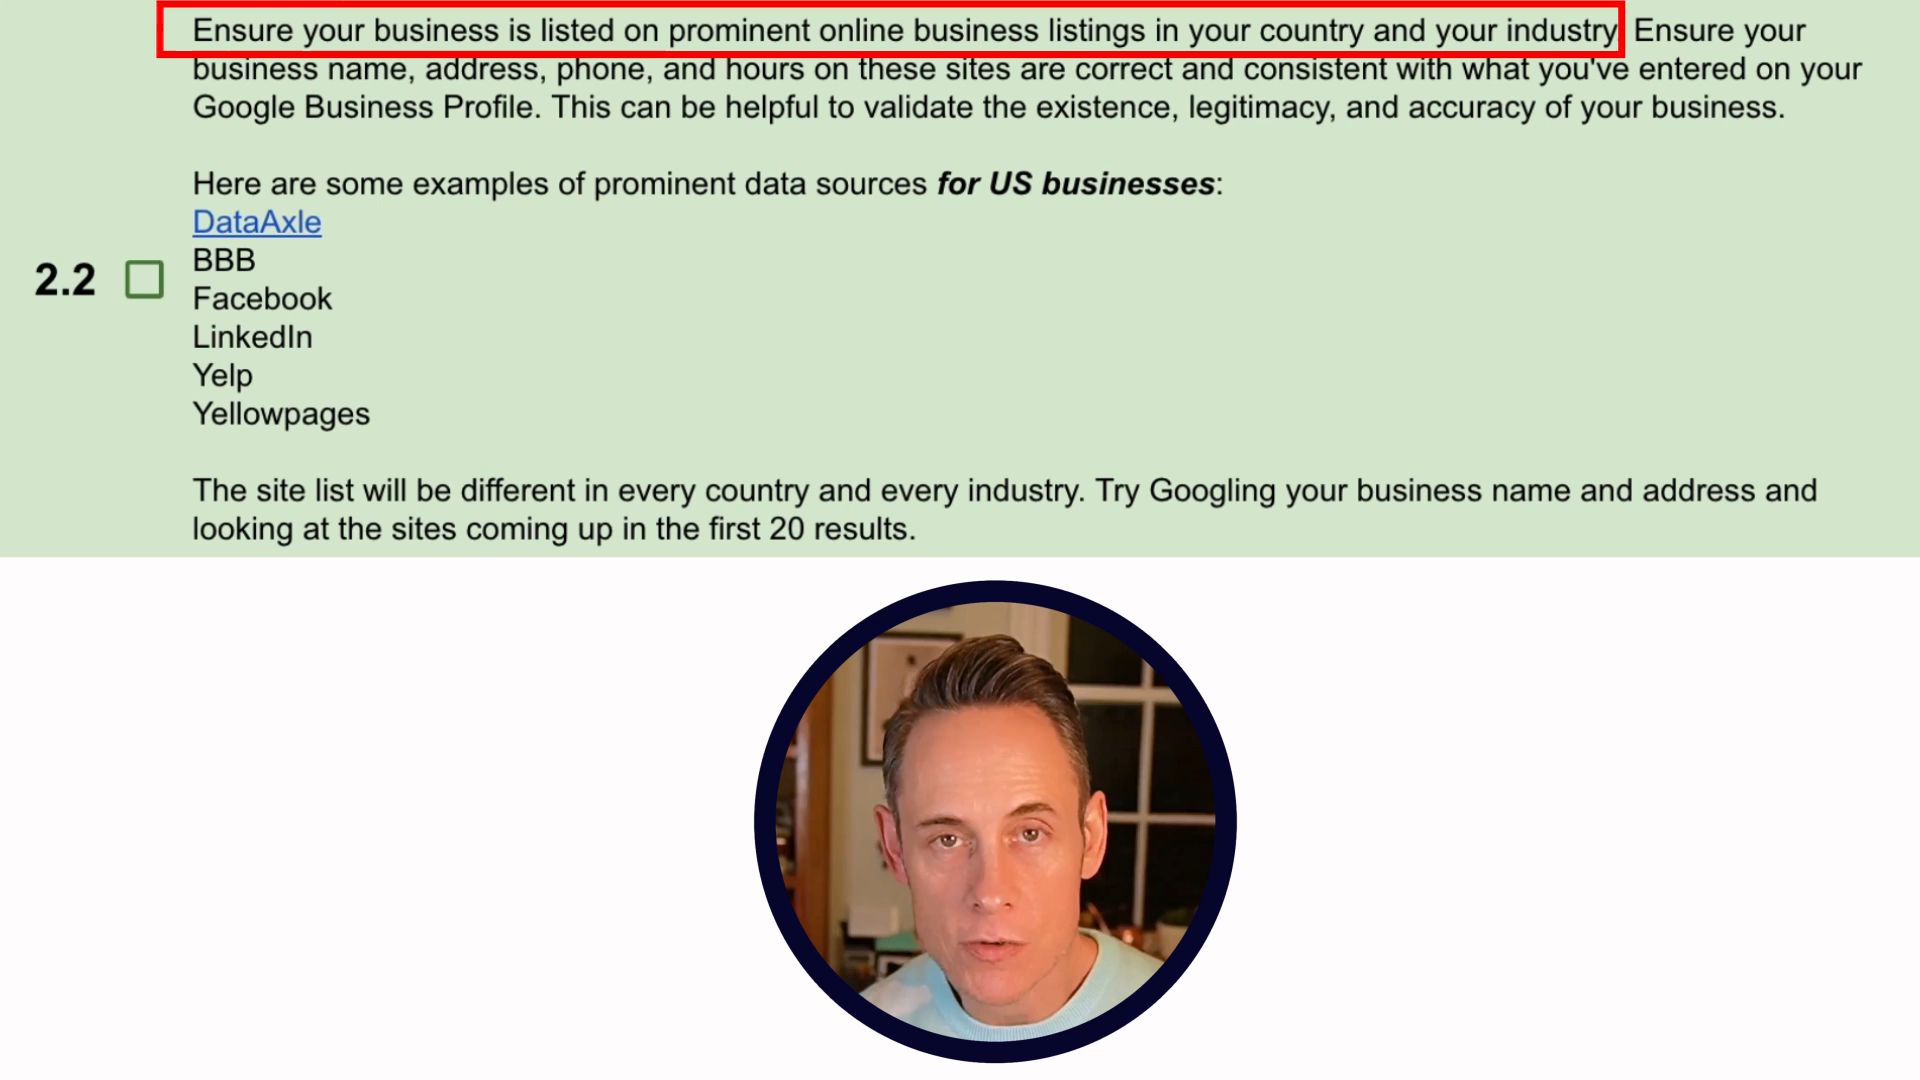 Ensure your business is listed on prominent online business listings in your country and your industry. Ensure your
business name, address, phone, and hours on these sites are correct and consistent with what you've entered on your
Google Business Profile. This can be helpful to validate the existence, legitimacy, and accuracy of your business.
Here are some examples of prominent data sources for US businesses:
DataAxle
2.2
BBB
Facebook
LinkedIn
Yelp
Yellowpages
The site list will be different in every country and every industry. Try Googling your business name and address and
looking at the sites coming up in the first 20 results.